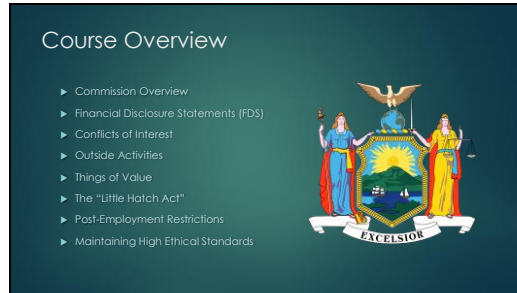 Course Overview
Commission Overview
Financial Disclosure Statements (FDS)
Conflicts of Interest
Outside Activities
Things of Value
The “Little Hatch Act”
Post-Employment Restrictions
Maintaining High Ethical Standards
EXCELSIOR